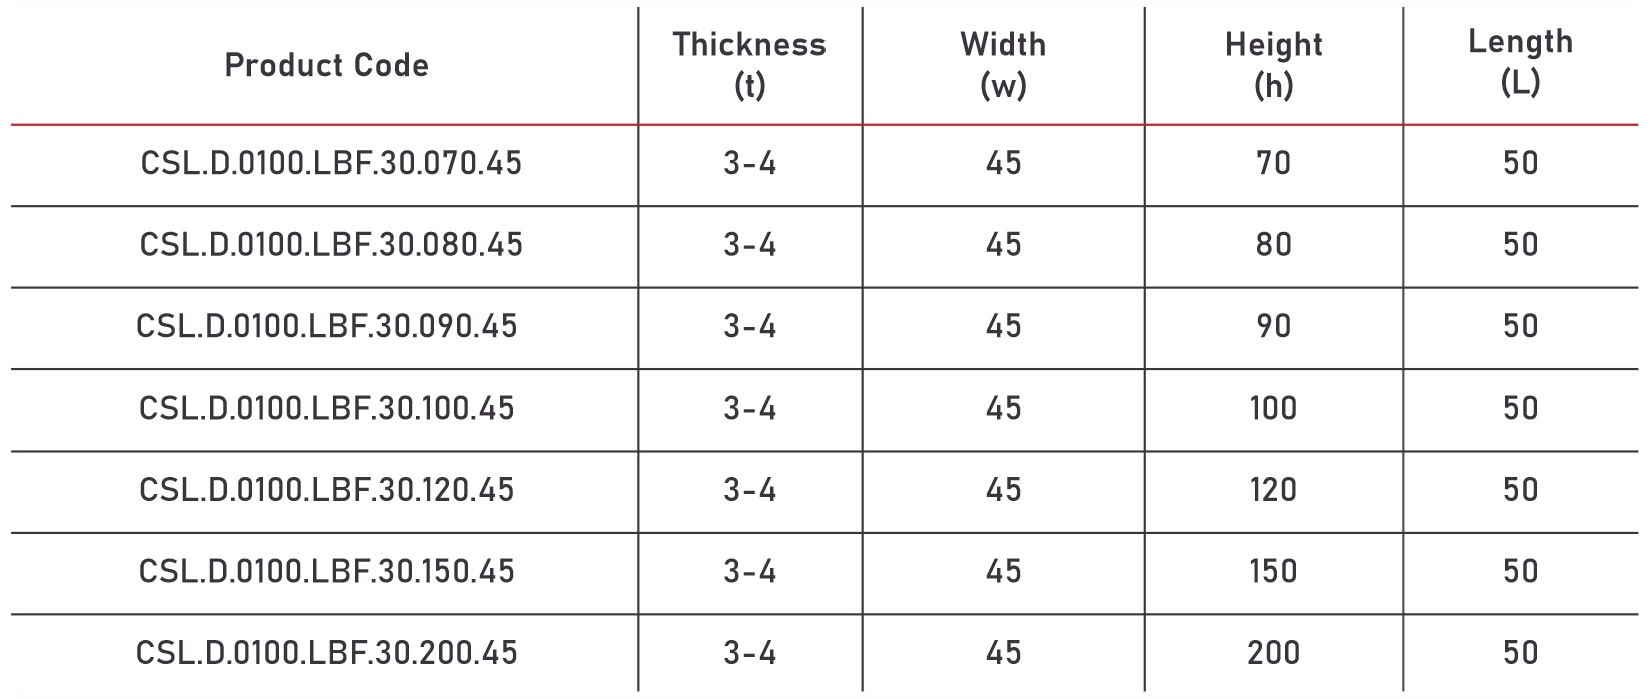 Product Code Thickness (t) Width (w) Height (h) Length (L)
CSL.D.0100.LBF.30.070.45 3-4 45 70 50
CSL.D.0100.LBF.30.080.45 3-4 45 80 50
CSL.D.0100.LBF.30.090.45 3-4 45 90 50
CSL.D.0100.LBF.30.100.45 3-4 45 100 50
CSL.D.0100.LBF.30.120.45 3-4 45 120 50
CSL.D.0100.LBF.30.150.45 3-4 45 150 50
CSL.D.0100.LBF.30.200.45 3-4 45 200 50